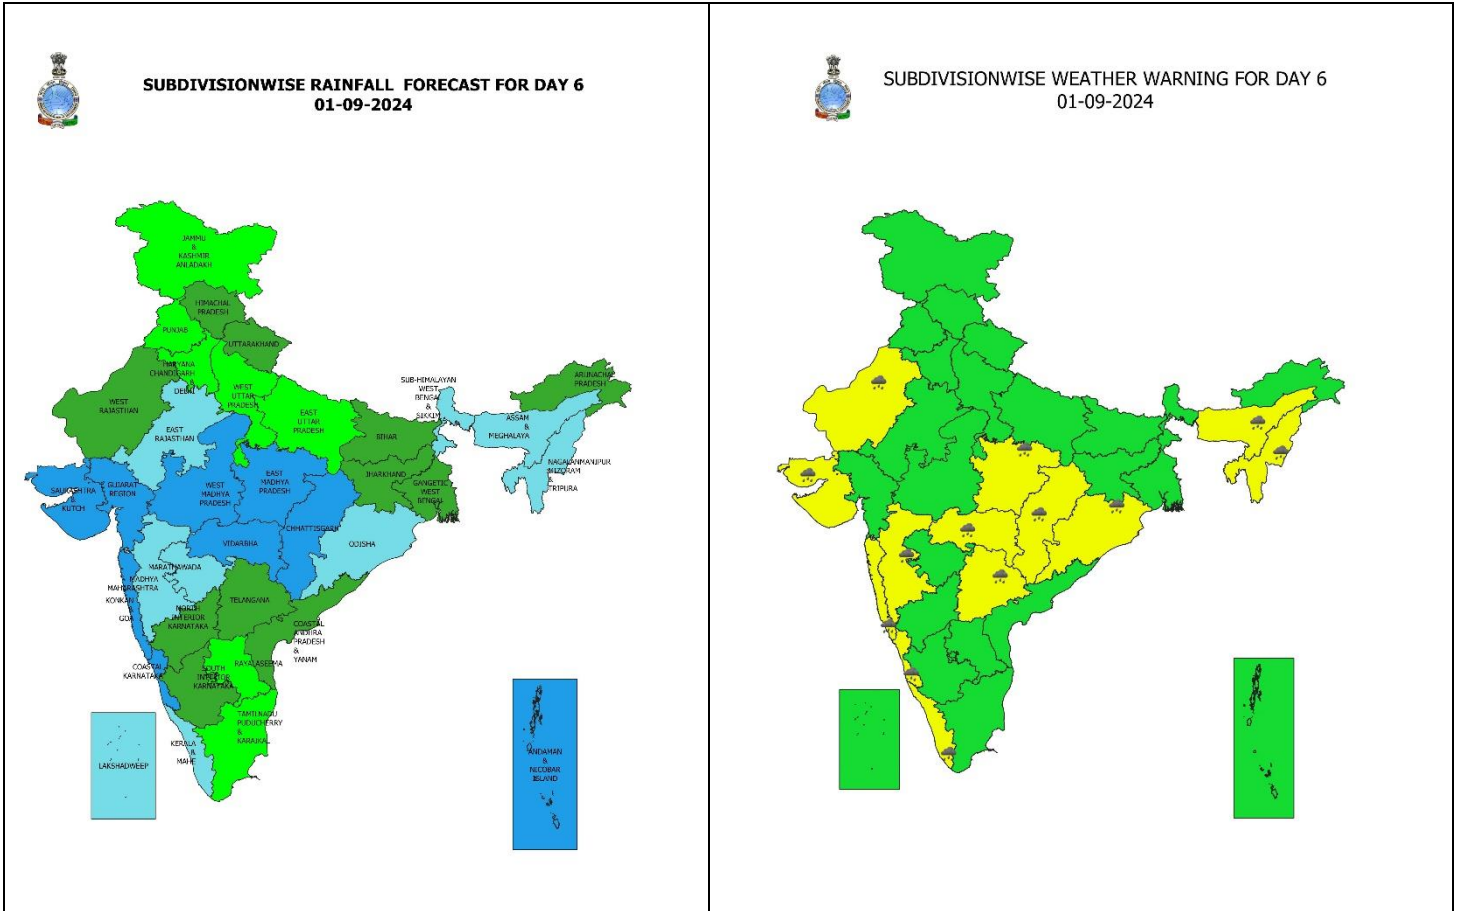 SUBDIVISIONWISE RAINFALL FORECAST FOR DAY 6
01-09-2024
JAMMU
&
KASHMIR
ANLADAKH
HIMACHAL
PRADESH
PUNJAB
UTTARAKHAND
HARYANA
CHANDIGARH
&
DELHI
WEST
UTTAR
PRADESH
WEST
RAJASTHAN
EAST
RAJASTHAN
EAST
UTTAR
PRADESH
BIHAR
SUB-HIMALAYAN
WEST
BENGAL
&
SIKKIM
ARUNACHAL
PRADESH
ASSAM
&
MEGHALAYA
NAGALANMANIPUR
MIZORAM
&
TRIPURA
JHARKHAND
GANGETIC
WEST
BENGAL
SAURASHTRA
&
KUTCH
GUJARAT
REGION
WEST
MADHYA
PRADESH
EAST
MADHYA
PRADESH
CHHATTISGARH
VIDARBHA
ODISHA
MARATHAWADA
MADHYA
MAHERASHTRA
KONKAN
&
GOA
NORTH
INTERIOR
KARNATAKA
TELANGANA
COASTAL
ANDHRA
PRADESH
&
YANAM
RAYALASEEMA
COASTAL
KARNATAKA
SOUTH
INTERIOR
KARNATAKA
TAMILNADU
PUDUCHERRY
&
KARAIKAL
KERALA
&
MAHE
LAKSHADWEEP
ANDAMAN
&
NICOBAR
ISLAND
SUBDIVISIONWISE WEATHER WARNING FOR DAY 6
01-09-2024